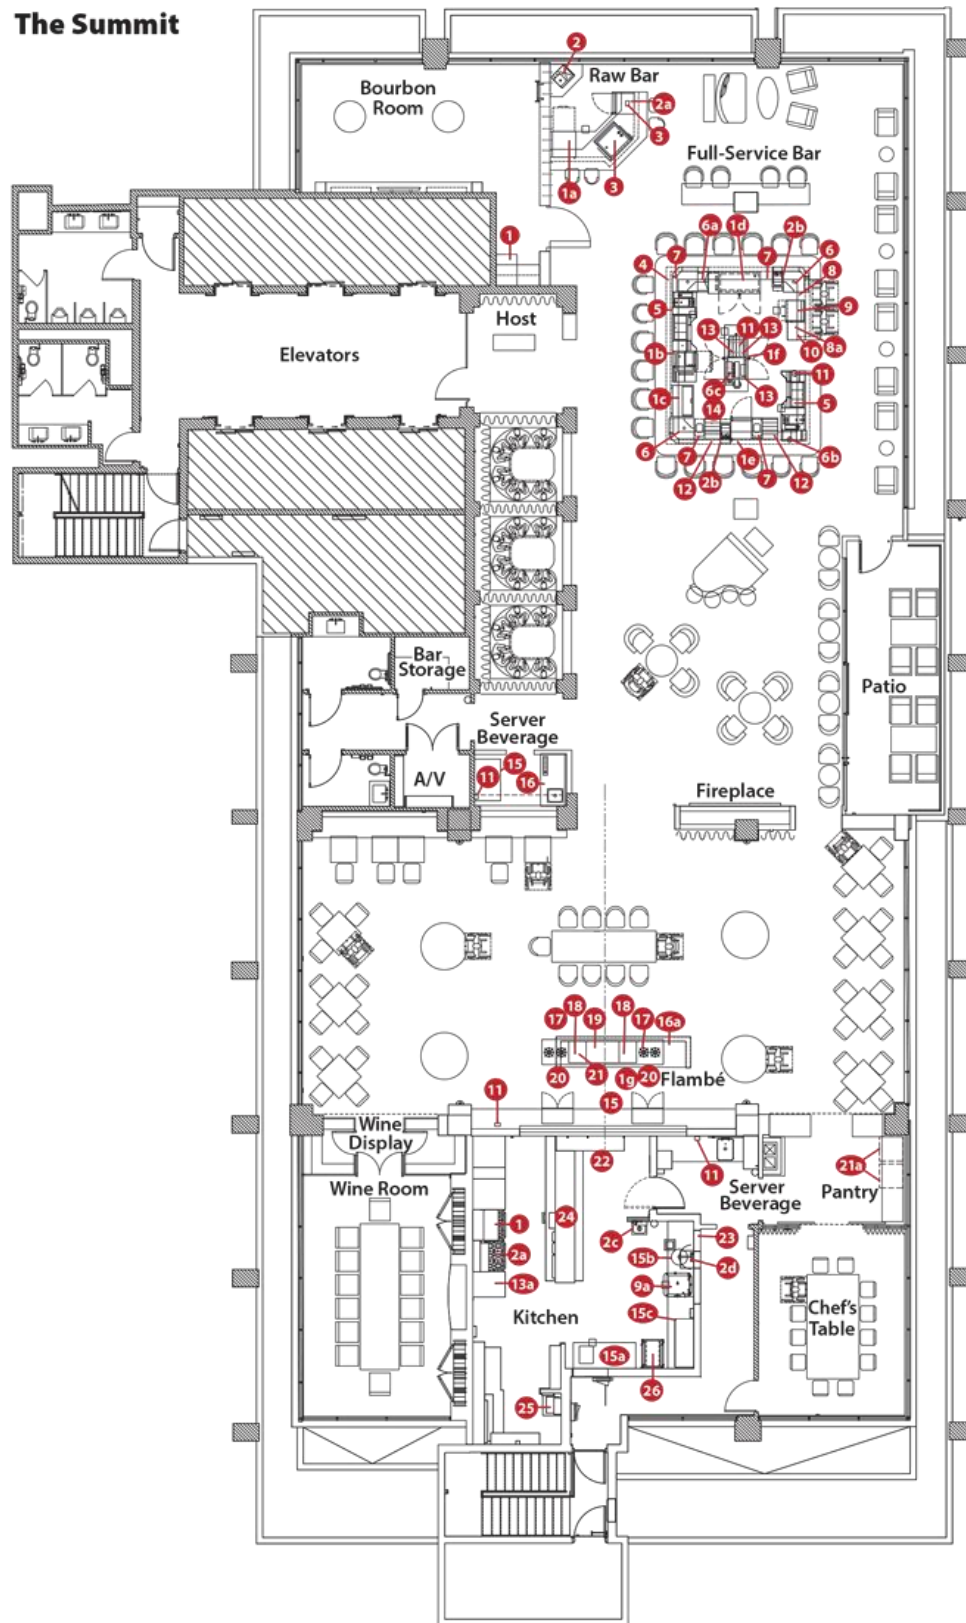 The Summit
2
Raw Bar
Bourbon
Room
2a
3
Full-Service Bar
1a
3
1
6a
1d
2b
4
7
7
6
8
5
9
Host
13
11
13
10
8a
Elevators
1b
1f
11
1c
6c
13
5
14
6
7
1e
6b
12
2b
7
12
Bar
Storage
Patio
Server
Beverage
15
11
16
A/V
Fireplace
17
18
19
18
17
16a
20
21
1g
20
Flambé
15
11
Wine
Display
22
11
21a
Wine Room
Server
Beverage
Pantry
1
24
2c
23
2a
15b
2d
13a
9a
Kitchen
15c
Chef's
Table
15a
26
25